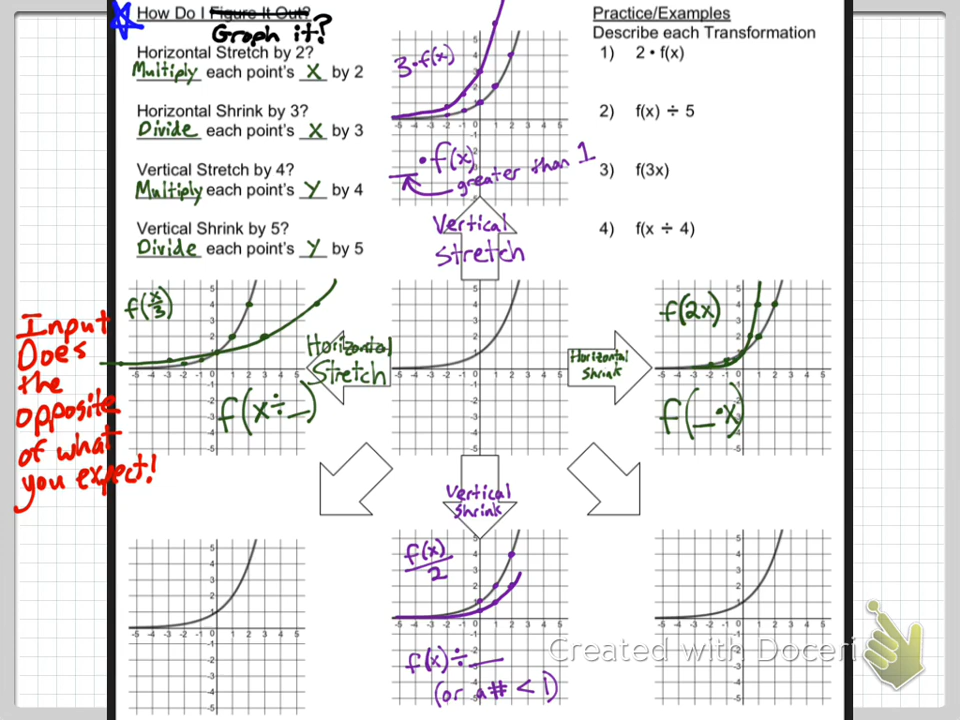 How Do I Figure It Out?
Graph it?
Horizontal Stretch by 2?
Multiply each point's X by 2
Horizontal Shrink by 3?
Divide each point's X by 3
Vertical Stretch by 4?
Multiply each point's Y by 4
Vertical Shrink by 5?
Divide each point's Y by 5
3·f(x)
__·f(x)
greater than 1
Vertical
Stretch
Practice/Examples
Describe each Transformation
1) 2 • f(x)
2) f(x) ÷ 5
3) f(3x)
4) f(x ÷ 4)
Input
Does
the
opposite
of what
you expect!
f(x/3)
f(x÷__)
Horizontal
Stretch
Horizontal
Shrink
f(2x)
f(__·x)
Vertical
Shrink
f(x)/2
f(x)÷__
(or a # < 1)
Created with Doceri